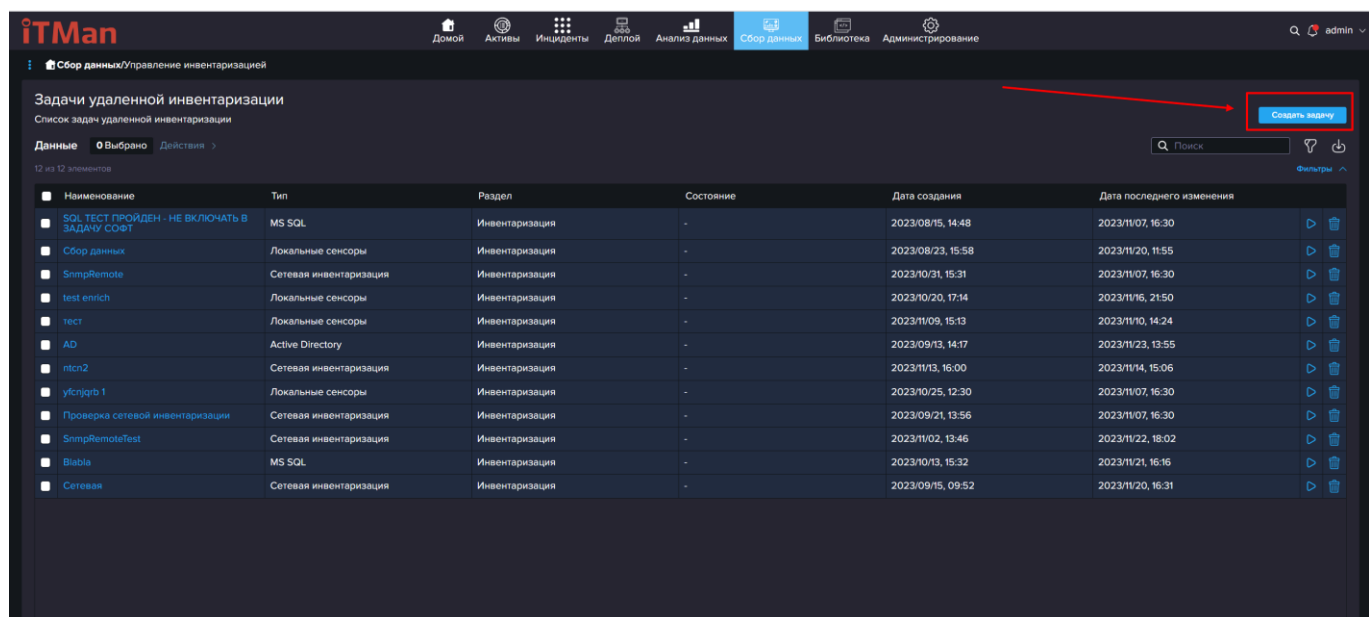 iTMan
Домой Активы Инциденты Деплой Анализ данных Сбор данных Библиотека Администрирование admin
Сбор данных/Управление инвентаризацией
Задачи удаленной инвентаризации
Создать задачу
Список задач удаленной инвентаризации
Данные 0 Выбрано Действия > Поиск
12 из 12 элементов Фильтры
Наименование Тип Раздел Состояние Дата создания Дата последнего изменения
SQL ТЕСТ ПРОЙДЕН - НЕ ВКЛЮЧАТЬ В
ЗАДАЧУ СОФТ MS SQL Инвентаризация - 2023/08/15, 14:48 2023/11/07, 16:30
Сбор данных Локальные сенсоры Инвентаризация - 2023/08/23, 15:58 2023/11/20, 11:55
SnmpRemote Сетевая инвентаризация Инвентаризация - 2023/10/31, 15:31 2023/11/07, 16:30
test enrich Локальные сенсоры Инвентаризация - 2023/10/20, 17:14 2023/11/16, 21:50
тест Локальные сенсоры Инвентаризация - 2023/11/09, 15:13 2023/11/10, 14:24
AD Active Directory Инвентаризация - 2023/09/13, 14:17 2023/11/23, 13:55
ntcn2 Сетевая инвентаризация Инвентаризация - 2023/11/13, 16:00 2023/11/14, 15:06
yfcnjqrb 1 Локальные сенсоры Инвентаризация - 2023/10/25, 12:30 2023/11/07, 16:30
Проверка сетевой инвентаризации Сетевая инвентаризация Инвентаризация - 2023/09/21, 13:56 2023/11/07, 16:30
SnmpRemoteTest Сетевая инвентаризация Инвентаризация - 2023/11/02, 13:46 2023/11/22, 18:02
Blabla MS SQL Инвентаризация - 2023/10/13, 15:32 2023/11/21, 16:16
Сетевая Сетевая инвентаризация Инвентаризация - 2023/09/15, 09:52 2023/11/20, 16:31